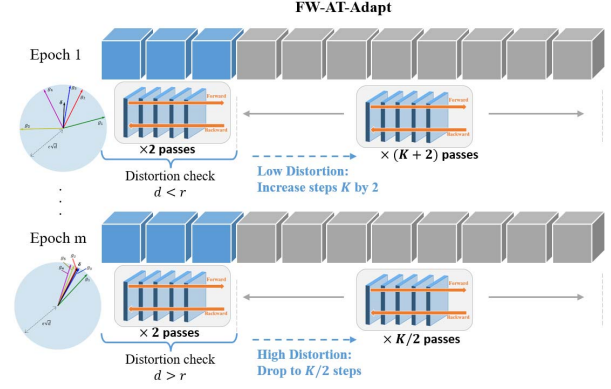 FW-AT-Adapt
Epoch 1
Forward
Backward
×2 passes
Distortion check
d < r
Low Distortion:
Increase steps K by 2
Forward
Backward
× (K + 2) passes
.
.
.
Epoch m
Forward
Backward
× 2 passes
Distortion check
d > r
High Distortion:
Drop to K/2 steps
Forward
Backward
× K/2 passes